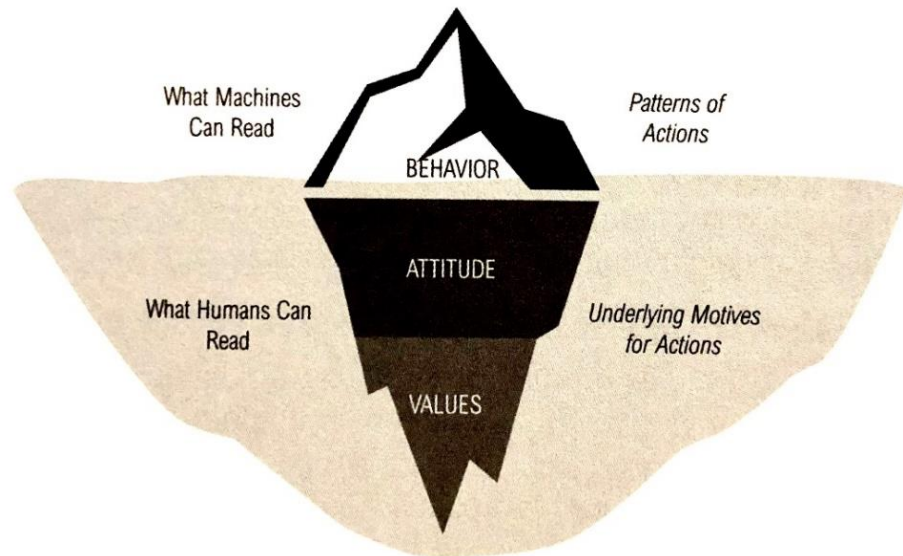 What Machines
Can Read
Patterns of
Actions
BEHAVIOR
ATTITUDE
What Humans Can
Read
Underlying Motives
for Actions
VALUES